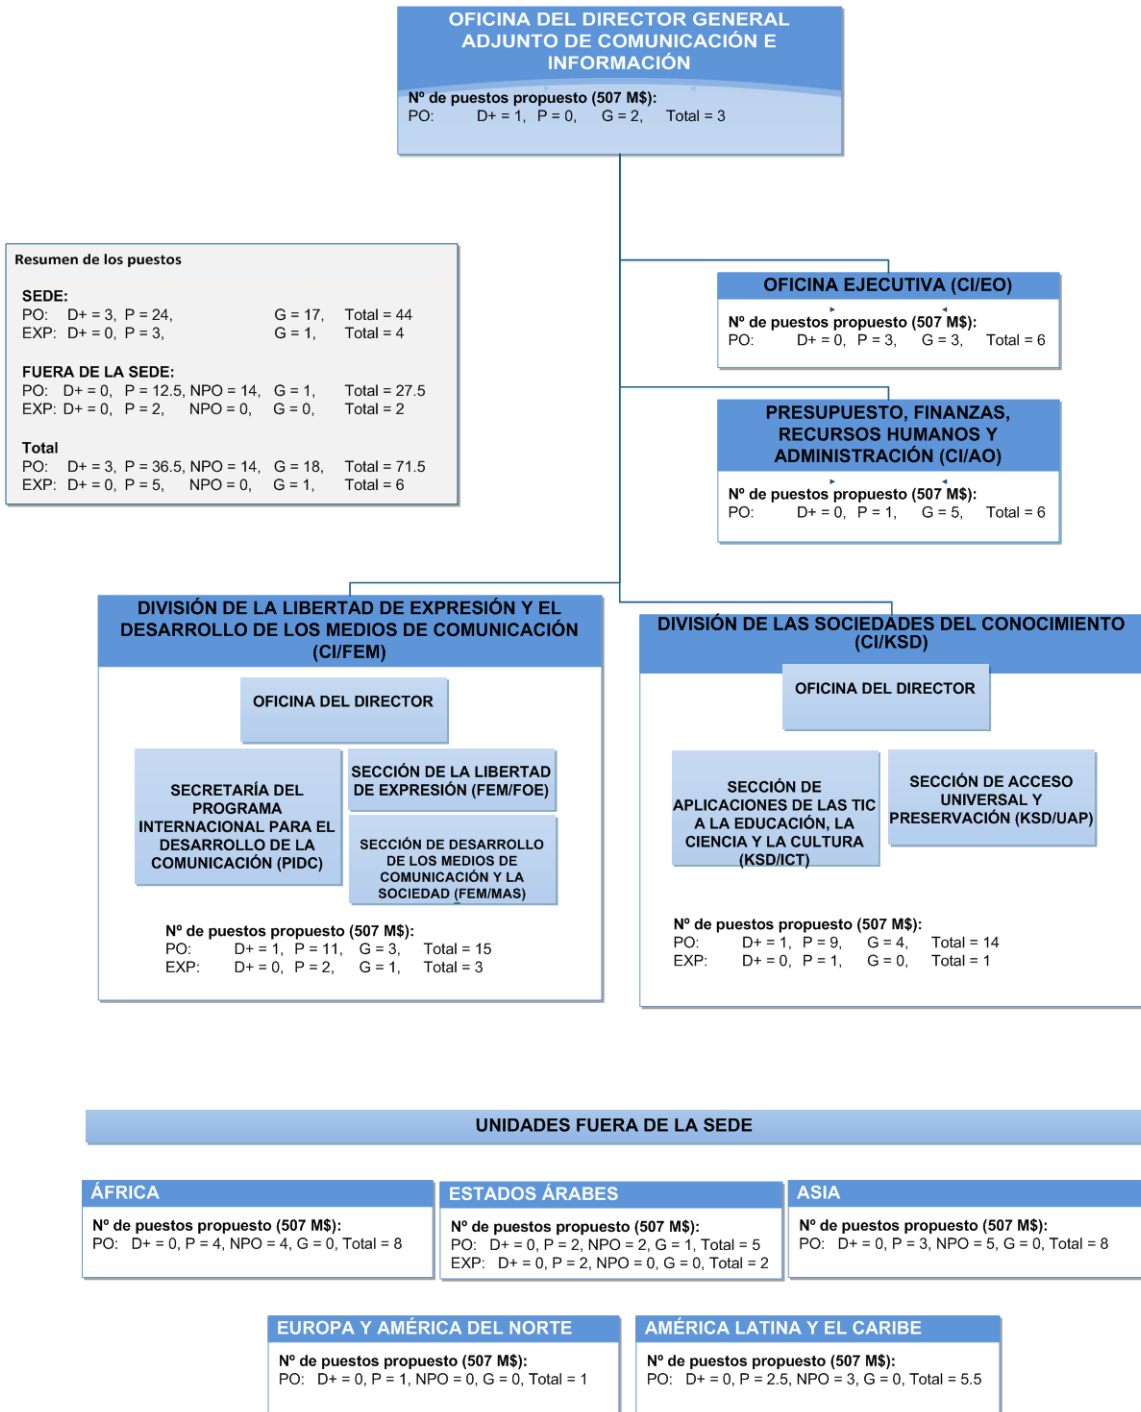 OFICINA DEL DIRECTOR GENERAL
ADJUNTO DE COMUNICACIÓN E
INFORMACIÓN
Nº de puestos propuesto (507 M$):
PO: D+ = 1, P = 0, G = 2, Total = 3
Resumen de los puestos
SEDE:
PO: D+ = 3, P = 24, G = 17, Total = 44
EXP: D+ = 0, P = 3, G = 1, Total = 4
FUERA DE LA SEDE:
PO: D+ = 0, P = 12.5, NPO = 14, G = 1, Total = 27.5
EXP: D+ = 0, P = 2, NPO = 0, G = 0, Total = 2
Total
PO: D+ = 3, P = 36.5, NPO = 14, G = 18, Total = 71.5
EXP: D+ = 0, P = 5, NPO = 0, G = 1, Total = 6
OFICINA EJECUTIVA (CI/EO)
Nº de puestos propuesto (507 M$):
PO: D+ = 0, P = 3, G = 3, Total = 6
PRESUPUESTO, FINANZAS,
RECURSOS HUMANOS Y
ADMINISTRACIÓN (CI/AO)
Nº de puestos propuesto (507 M$):
PO: D+ = 0, P = 1, G = 5, Total = 6
DIVISIÓN DE LA LIBERTAD DE EXPRESIÓN Y EL
DESARROLLO DE LOS MEDIOS DE COMUNICACIÓN
(CI/FEM)
OFICINA DEL DIRECTOR
SECRETARÍA DEL
PROGRAMA
INTERNACIONAL PARA EL
DESARROLLO DE LA
COMUNICACIÓN (PIDC)
SECCIÓN DE LA LIBERTAD
DE EXPRESIÓN (FEM/FOE)
SECCIÓN DE DESARROLLO
DE LOS MEDIOS DE
COMUNICACIÓN Y LA
SOCIEDAD (FEM/MAS)
Nº de puestos propuesto (507 M$):
PO: D+ = 1, P = 11, G = 3, Total = 15
EXP: D+ = 0, P = 2, G = 1, Total = 3
DIVISIÓN DE LAS SOCIEDADES DEL CONOCIMIENTO
(CI/KSD)
OFICINA DEL DIRECTOR
SECCIÓN DE
APLICACIONES DE LAS TIC
A LA EDUCACIÓN, LA
CIENCIA Y LA CULTURA
(KSD/ICT)
SECCIÓN DE ACCESO
UNIVERSAL Y
PRESERVACIÓN (KSD/UAP)
Nº de puestos propuesto (507 M$):
PO: D+ = 1, P = 9, G = 4, Total = 14
EXP: D+ = 0, P = 1, G = 0, Total = 1
UNIDADES FUERA DE LA SEDE
ÁFRICA
Nº de puestos propuesto (507 M$):
PO: D+ = 0, P = 4, NPO = 4, G = 0, Total = 8
ESTADOS ÁRABES
Nº de puestos propuesto (507 M$):
PO: D+ = 0, P = 2, NPO = 2, G = 1, Total = 5
EXP: D+ = 0, P = 2, NPO = 0, G = 0, Total = 2
ASIA
Nº de puestos propuesto (507 M$):
PO: D+ = 0, P = 3, NPO = 5, G = 0, Total = 8
EUROPA Y AMÉRICA DEL NORTE
Nº de puestos propuesto (507 M$):
PO: D+ = 0, P = 1, NPO = 0, G = 0, Total = 1
AMÉRICA LATINA Y EL CARIBE
Nº de puestos propuesto (507 M$):
PO: D+ = 0, P = 2.5, NPO = 3, G = 0, Total = 5.5